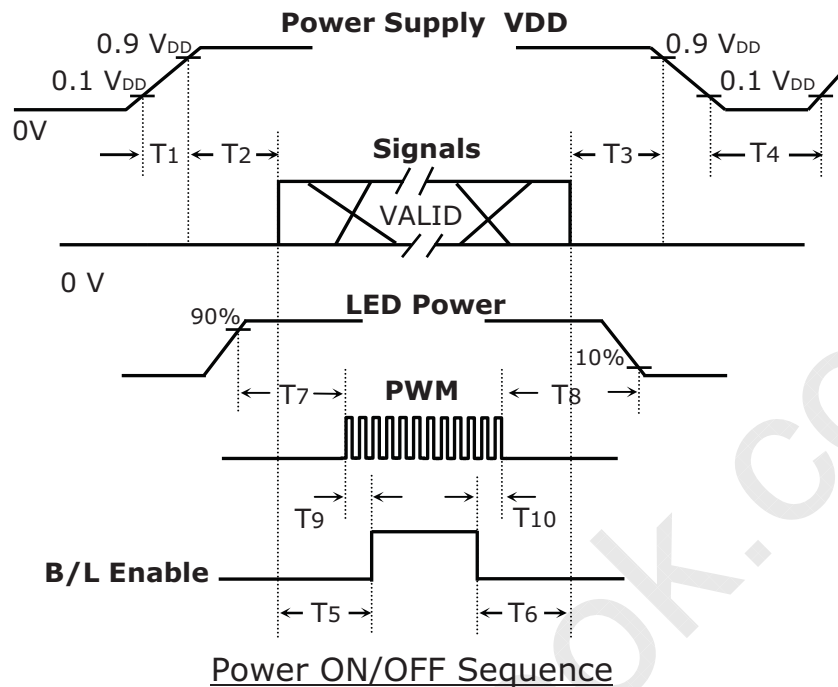 Power Supply VDD
0.9 VDD
0.9 VDD
0.1 VDD
0.1 VDD
0V
T1
T2
Signals
T3
T4
VALID
0 V
LED Power
90%
10%
T7
PWM
T8
T9
T10
B/L Enable
T5
T6
Power ON/OFF Sequence
ok.co